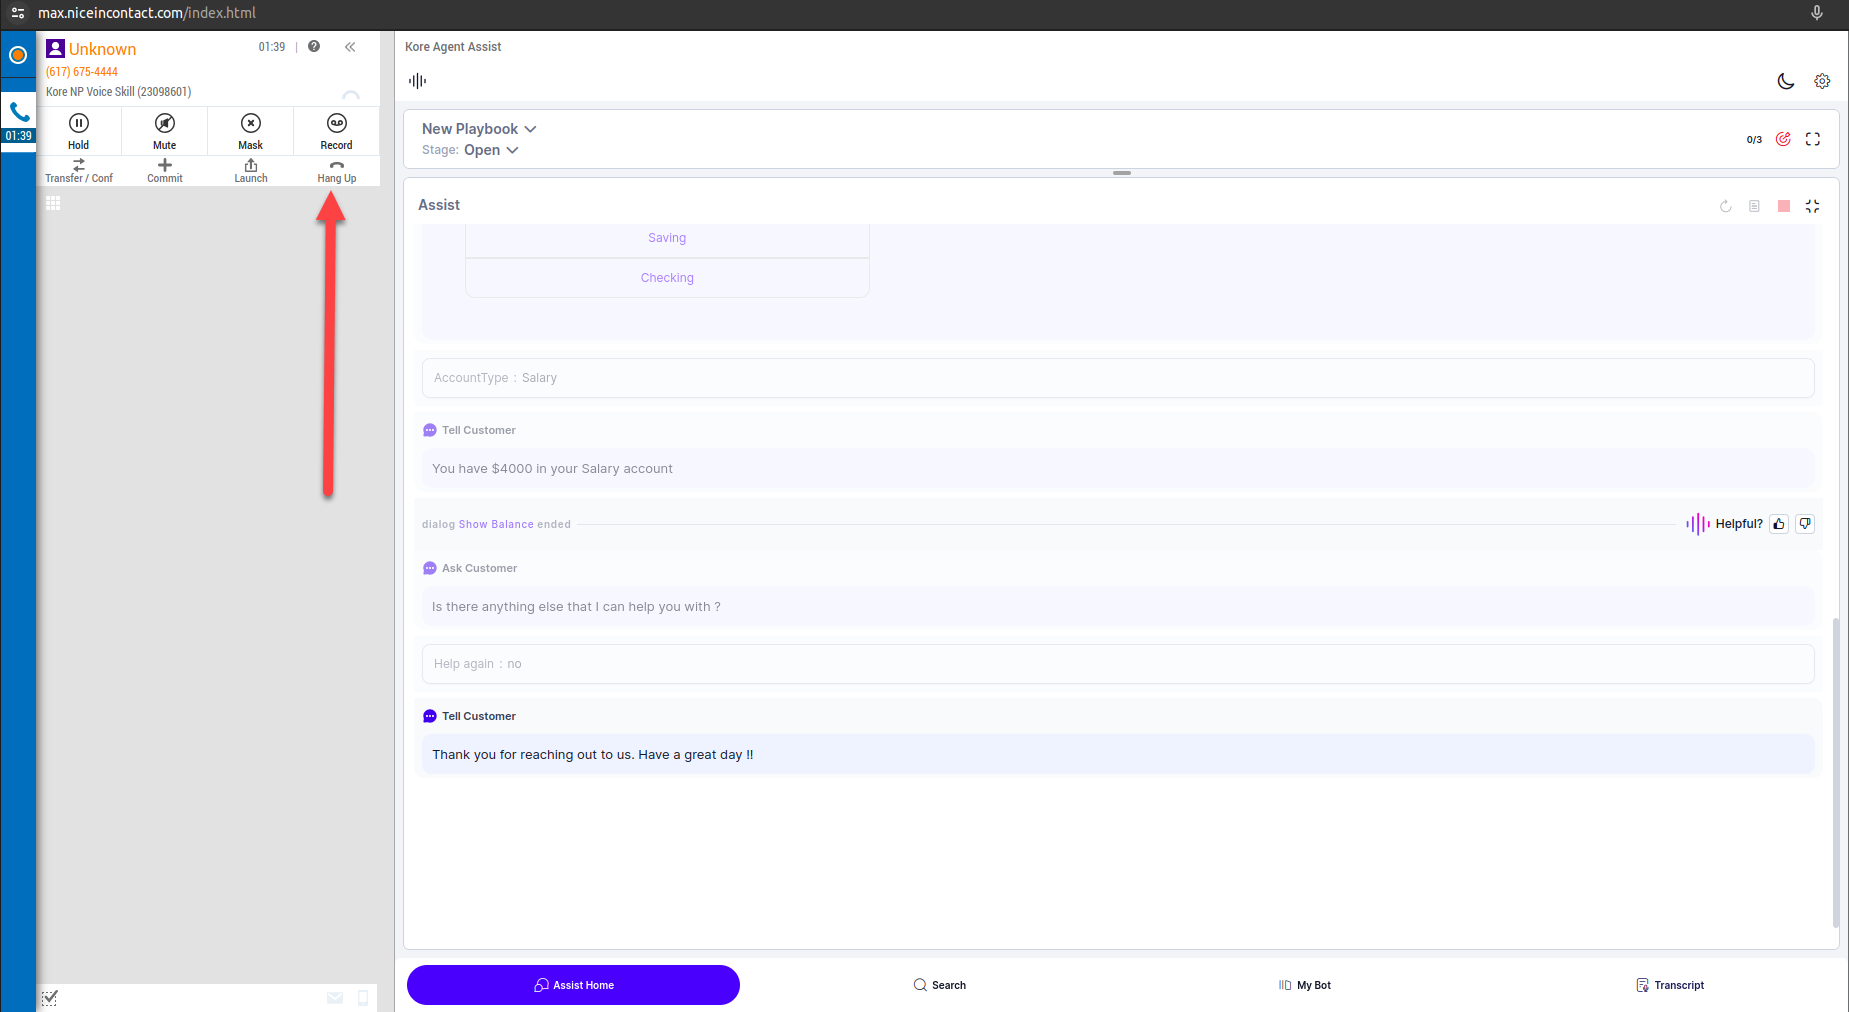 max.niceincontact.com/index.html
Unknown
01:39
(617) 675-4444
Kore NP Voice Skill (23098601)
01:39
Hold
Mute
Mask
Record
Transfer / Conf
Commit
Launch
Hang Up
Kore Agent Assist
New Playbook
Stage: Open
0/3
Assist
Saving
Checking
AccountType : Salary
Tell Customer
You have $4000 in your Salary account
dialog Show Balance ended
Helpful?
Ask Customer
Is there anything else that I can help you with ?
Help again : no
Tell Customer
Thank you for reaching out to us. Have a great day !!
Assist Home
Search
My Bot
Transcript